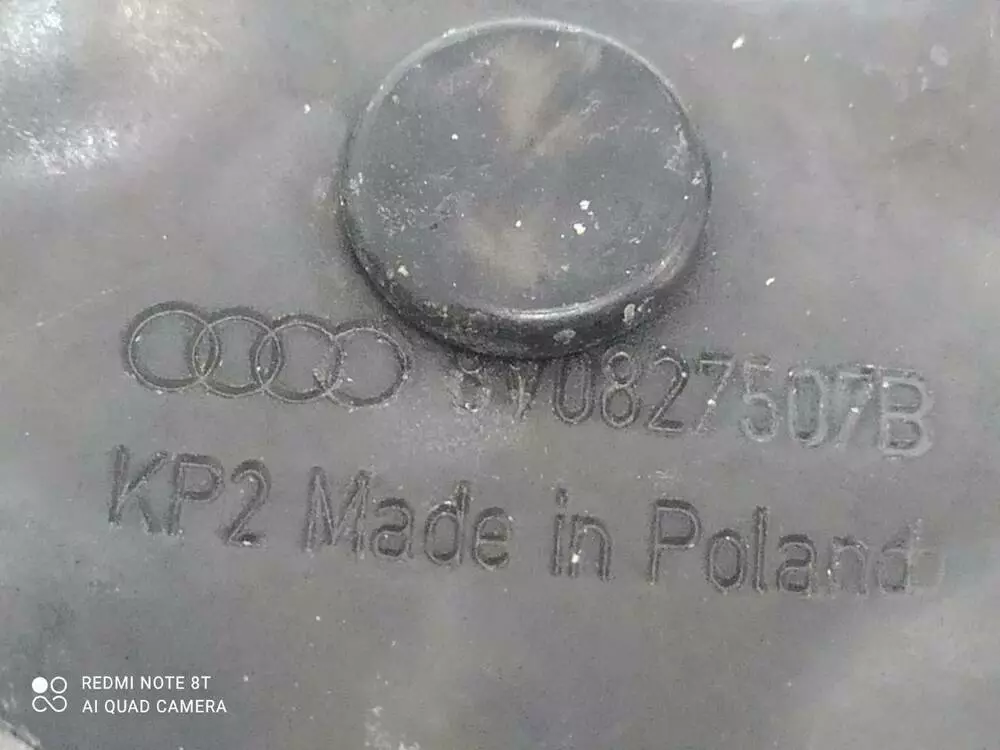 8V0827507B
KP2 Made in Poland
REDMI NOTE 8T
AI QUAD CAMERA